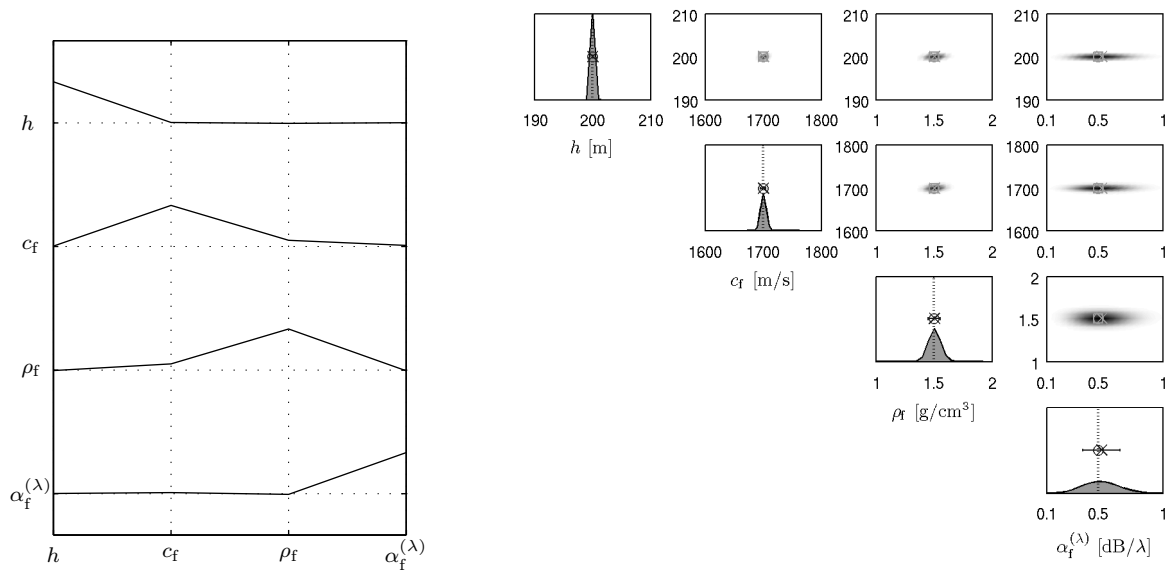 h
c_f
ρ_f
α_f^(λ)
h c_f ρ_f α_f^(λ)
210 210 210 210
200 200 200
190 190 190
190 200 210 1600 1700 1800 1 1.5 2 0.1 0.5 1
h [m]
1800 1800
1700 1700
1600 1600
1600 1700 1800 1 1.5 2 0.1 0.5 1
c_f [m/s]
2
1.5
1
1 1.5 2 0.1 0.5 1
ρ_f [g/cm³]
0.1 0.5 1
α_f^(λ) [dB/λ]